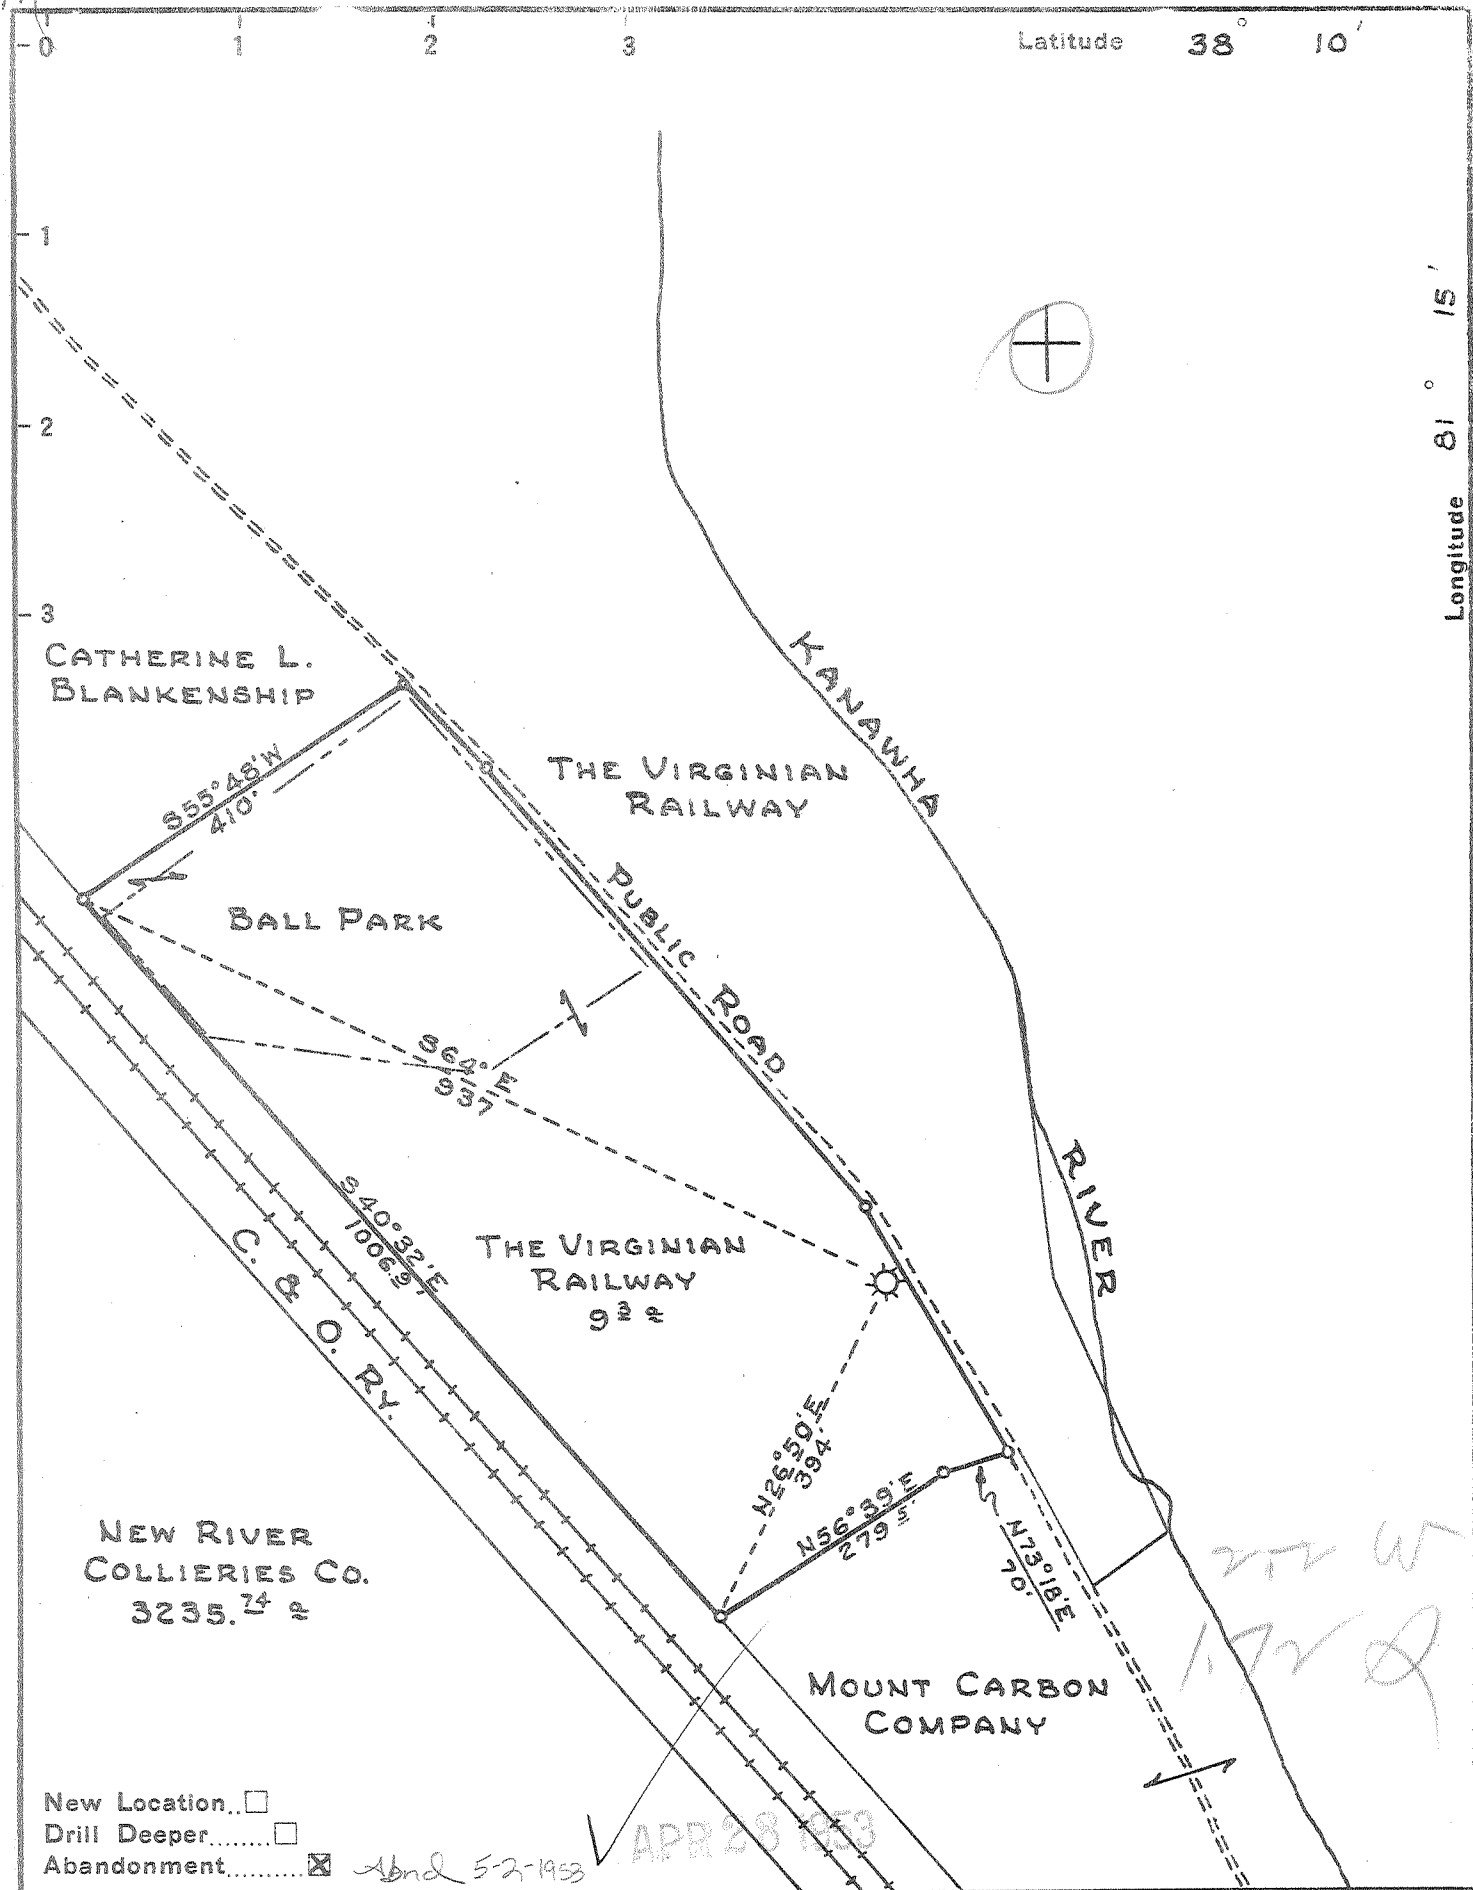 0 1 2 3 Latitude 38° 10'
1
2
3
Longitude 81° 15'
CATHERINE L.
BLANKENSHIP
S55°48'W
410'
THE VIRGINIAN
RAILWAY
KANAWHA
RIVER
PUBLIC ROAD
BALL PARK
S64°E
937
S40°32'E
1006.9'
C. & O. RY.
THE VIRGINIAN
RAILWAY
9 3/4 a
N26°50'E
394'
N56°39'E
279.5'
N73°18'E
70'
NEW RIVER
COLLIERIES CO.
3235.74 a
MOUNT CARBON
COMPANY
New Location..
Drill Deeper........
Abandonment.........
Abnd 5-2-1953
APR 28 1953